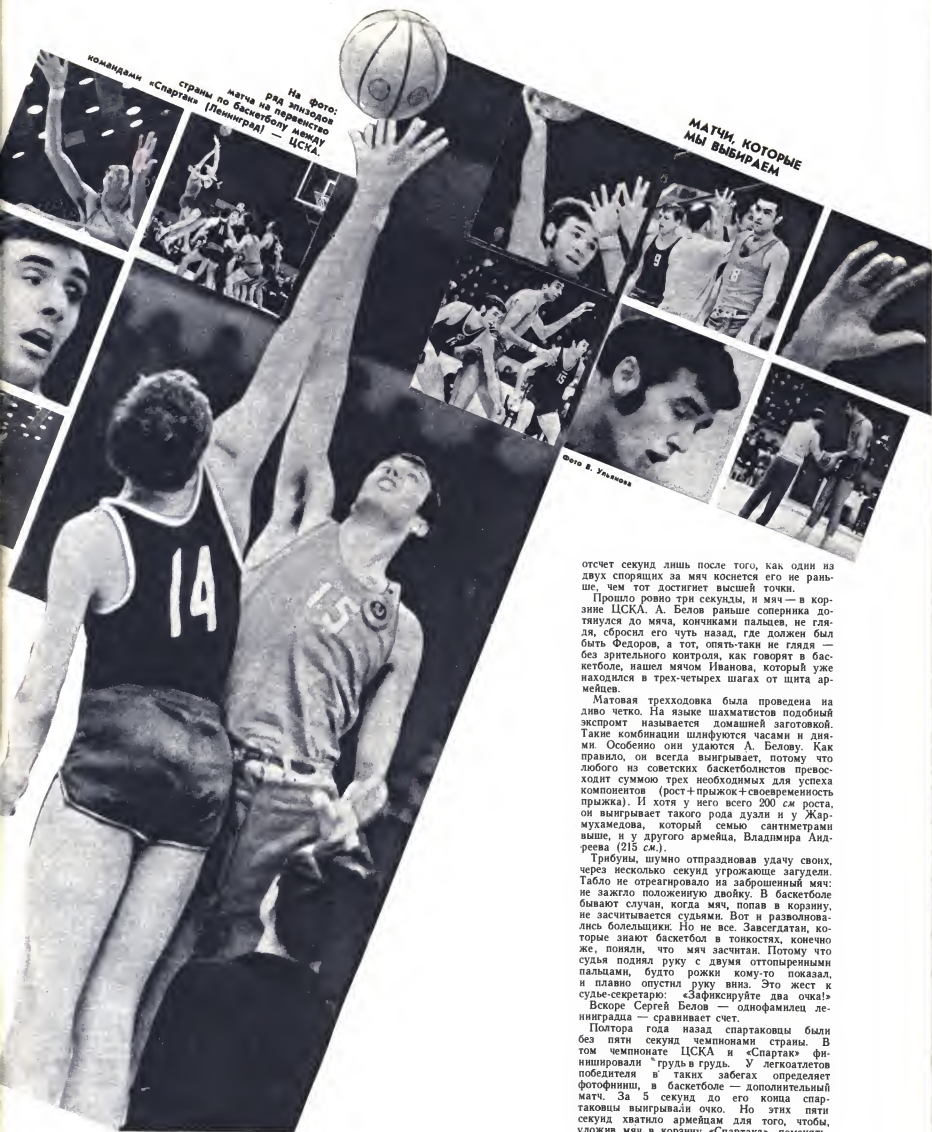 На фото:
ряд эпизодов
матча на первенство
страны по баскетболу между
командами «Спартак» (Ленинград) — ЦСКА.
МАТЧИ, КОТОРЫЕ
МЫ ВЫБИРАЕМ
9
8
15
14
15
Фото В. Ульянова
отсчет секунд лишь после того, как один из
двух спорящих за мяч коснется его не рань-
ше, чем тот достигнет высшей точки.
Прошло ровно три секунды, и мяч — в кор-
зине ЦСКА. А. Белов раньше соперника до-
тянулся до мяча, кончиками пальцев, не гля-
дя, сбросил его чуть назад, где должен был
быть Федоров, а тот, опять-таки не глядя —
без зрительного контроля, как говорят в бас-
кетболе, нашел мячом Иванова, который уже
находился в трех-четырех шагах от щита ар-
мейцев.
Матовая трехходовка была проведена на
диво четко. На языке шахматистов подобный
экспромт называется домашней заготовкой.
Такие комбинации шлифуются часами и дня-
ми. Особенно они удаются А. Белову. Как
правило, он всегда выигрывает, потому что
любого из советских баскетболистов превос-
ходит суммою трех необходимых для успеха
компонентов (рост+прыжок+своевременность
прыжка). И хотя у него всего 200 см роста,
он выигрывает такого рода дуэли и у Жар-
мухамедова, который семью сантиметрами
выше, и у другого армейца, Владимира Анд-
реева (215 см.).
Трибуны, шумно отпраздновав удачу своих,
через несколько секунд угрожающе загудели.
Табло не отреагировало на заброшенный мяч:
не зажгло положенную двойку. В баскетболе
бывают случаи, когда мяч, попав в корзину,
не засчитывается судьями. Вот и разволнова-
лись болельщики. Но не все. Завсегдатаи, ко-
торые знают баскетбол в тонкостях, конечно
же, поняли, что мяч засчитан. Потому что
судья поднял руку с двумя оттопыренными
пальцами, будто рожки кому-то показал,
и плавно опустил руку вниз. Это жест к
судье-секретарю: «Зафиксируйте два очка!»
Вскоре Сергей Белов — однофамилец ле-
нинградца — сравнивает счет.
Полтора года назад спартаковцы были
без пяти секунд чемпионами страны. В
том чемпионате ЦСКА и «Спартак» фи-
нишировали грудь в грудь. У легкоатлетов
победителя в таких забегах определяет
фотофиниш, в баскетболе — дополнительный
матч. За 5 секунд до его конца спар-
таковцы выигрывали очко. Но этих пяти
секунд хватило армейцам для того, чтобы,
уложив мяч в корзину «Спартака»,